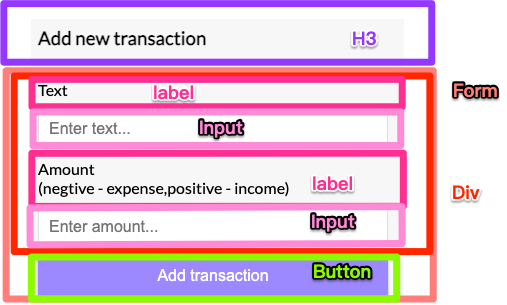 Add new transaction H3
Text label
Form
Enter text... Input
Amount
(negtive - expense,positive - income) label
Div
Enter amount... Input
Add transaction Button